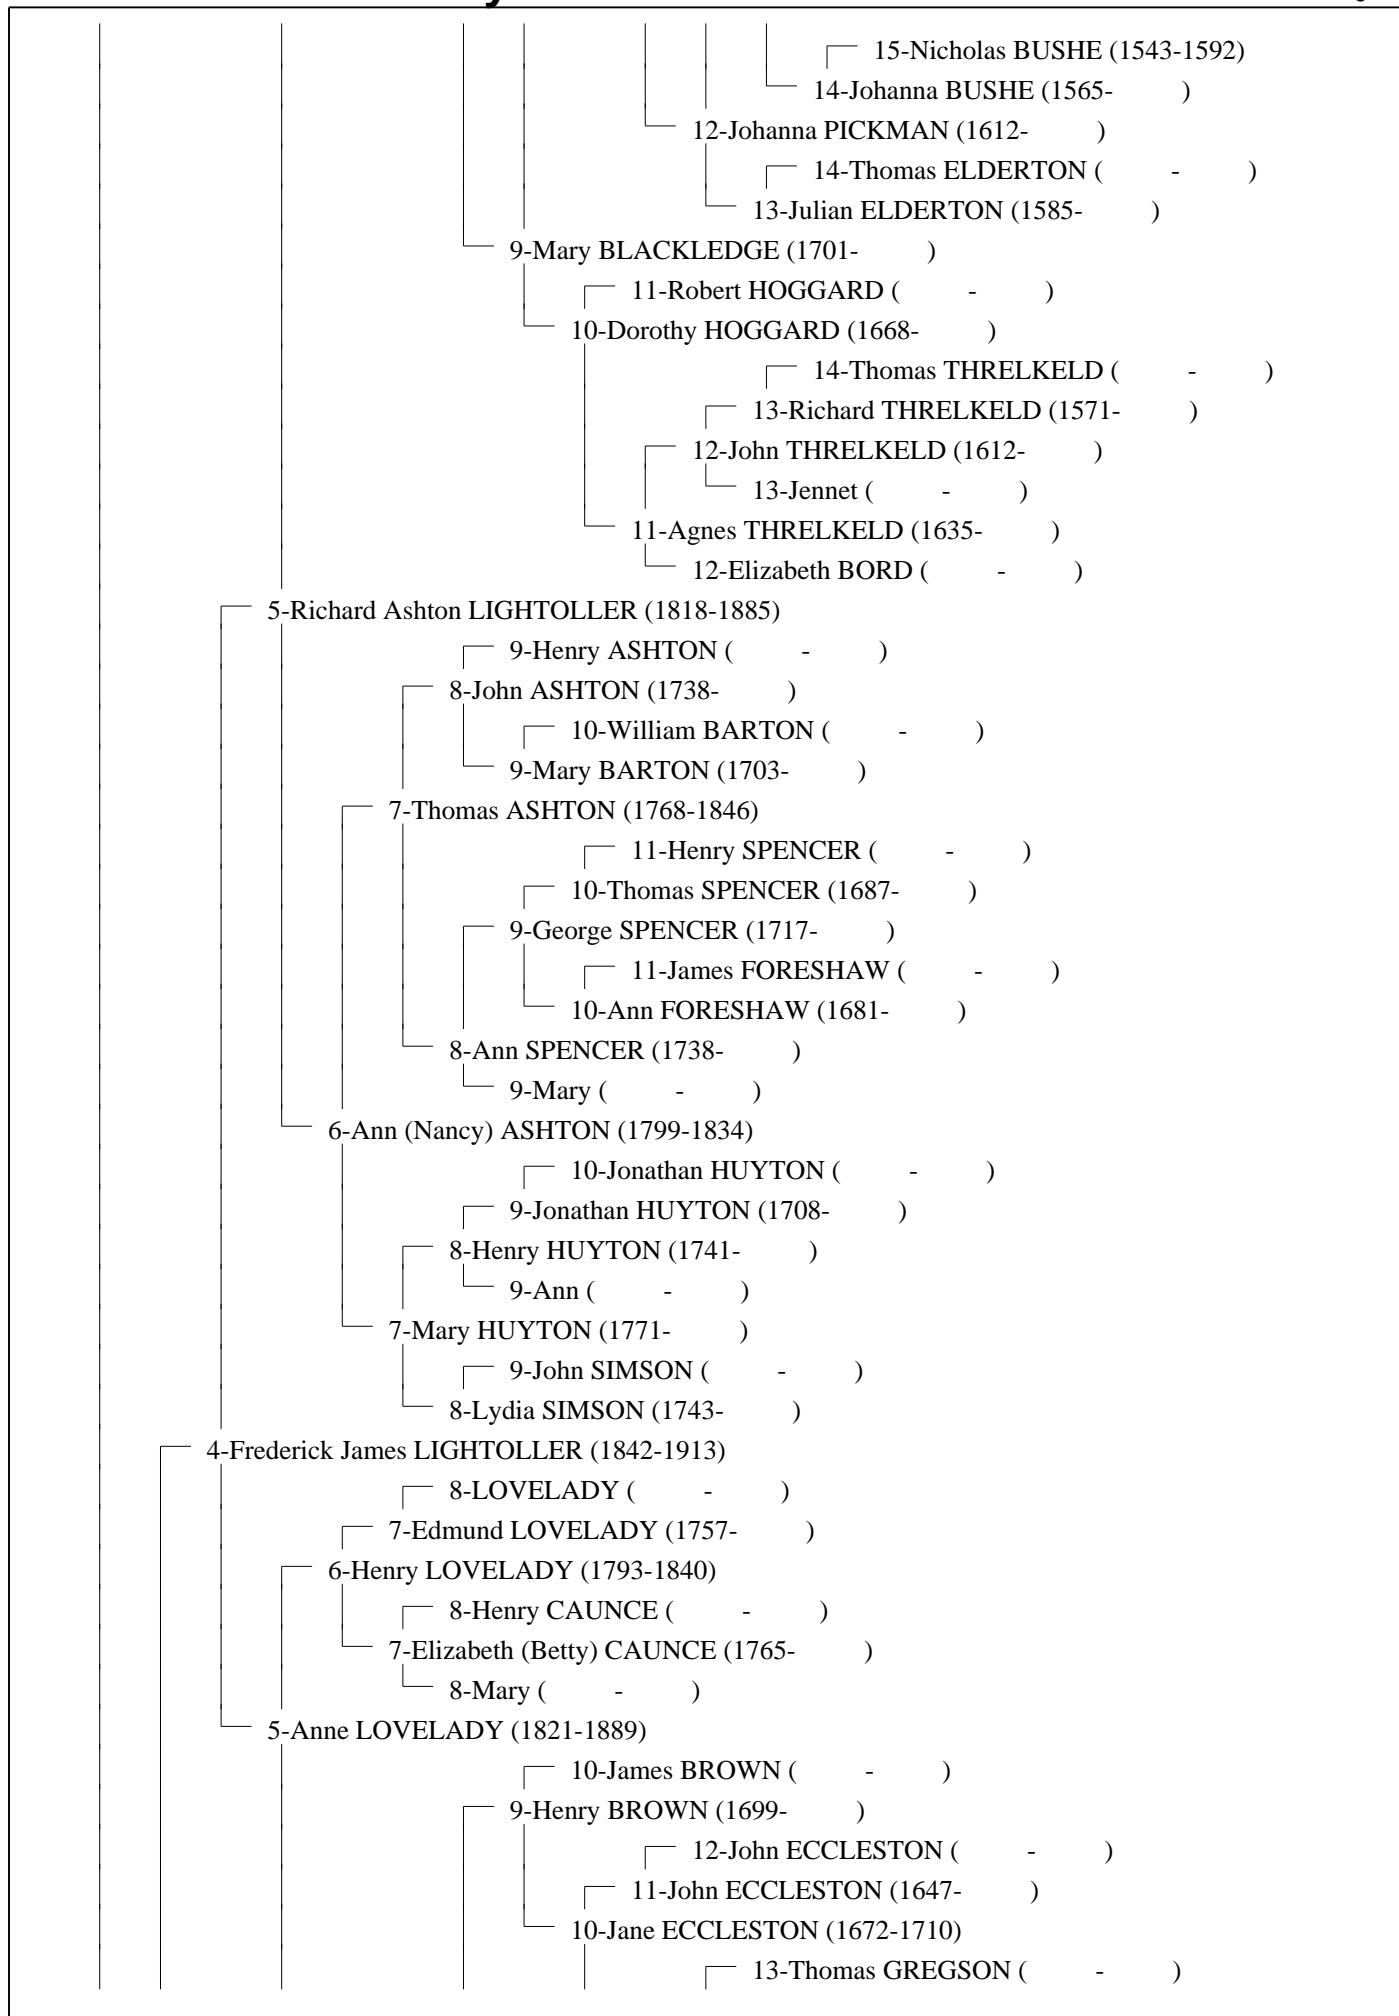 15-Nicholas BUSHE (1543-1592)
14-Johanna BUSHE (1565- )
12-Johanna PICKMAN (1612- )
14-Thomas ELDERTON ( - )
13-Julian ELDERTON (1585- )
9-Mary BLACKLEDGE (1701- )
11-Robert HOGGARD ( - )
10-Dorothy HOGGARD (1668- )
14-Thomas THRELKELD ( - )
13-Richard THRELKELD (1571- )
12-John THRELKELD (1612- )
13-Jennet ( - )
11-Agnes THRELKELD (1635- )
12-Elizabeth BORD ( - )
5-Richard Ashton LIGHTOLLER (1818-1885)
9-Henry ASHTON ( - )
8-John ASHTON (1738- )
10-William BARTON ( - )
9-Mary BARTON (1703- )
7-Thomas ASHTON (1768-1846)
11-Henry SPENCER ( - )
10-Thomas SPENCER (1687- )
9-George SPENCER (1717- )
11-James FORESHAW ( - )
10-Ann FORESHAW (1681- )
8-Ann SPENCER (1738- )
9-Mary ( - )
6-Ann (Nancy) ASHTON (1799-1834)
10-Jonathan HUYTON ( - )
9-Jonathan HUYTON (1708- )
8-Henry HUYTON (1741- )
9-Ann ( - )
7-Mary HUYTON (1771- )
9-John SIMSON ( - )
8-Lydia SIMSON (1743- )
4-Frederick James LIGHTOLLER (1842-1913)
8-LOVELADY ( - )
7-Edmund LOVELADY (1757- )
6-Henry LOVELADY (1793-1840)
8-Henry CAUNCE ( - )
7-Elizabeth (Betty) CAUNCE (1765- )
8-Mary ( - )
5-Anne LOVELADY (1821-1889)
10-James BROWN ( - )
9-Henry BROWN (1699- )
12-John ECCLESTON ( - )
11-John ECCLESTON (1647- )
10-Jane ECCLESTON (1672-1710)
13-Thomas GREGSON ( - )